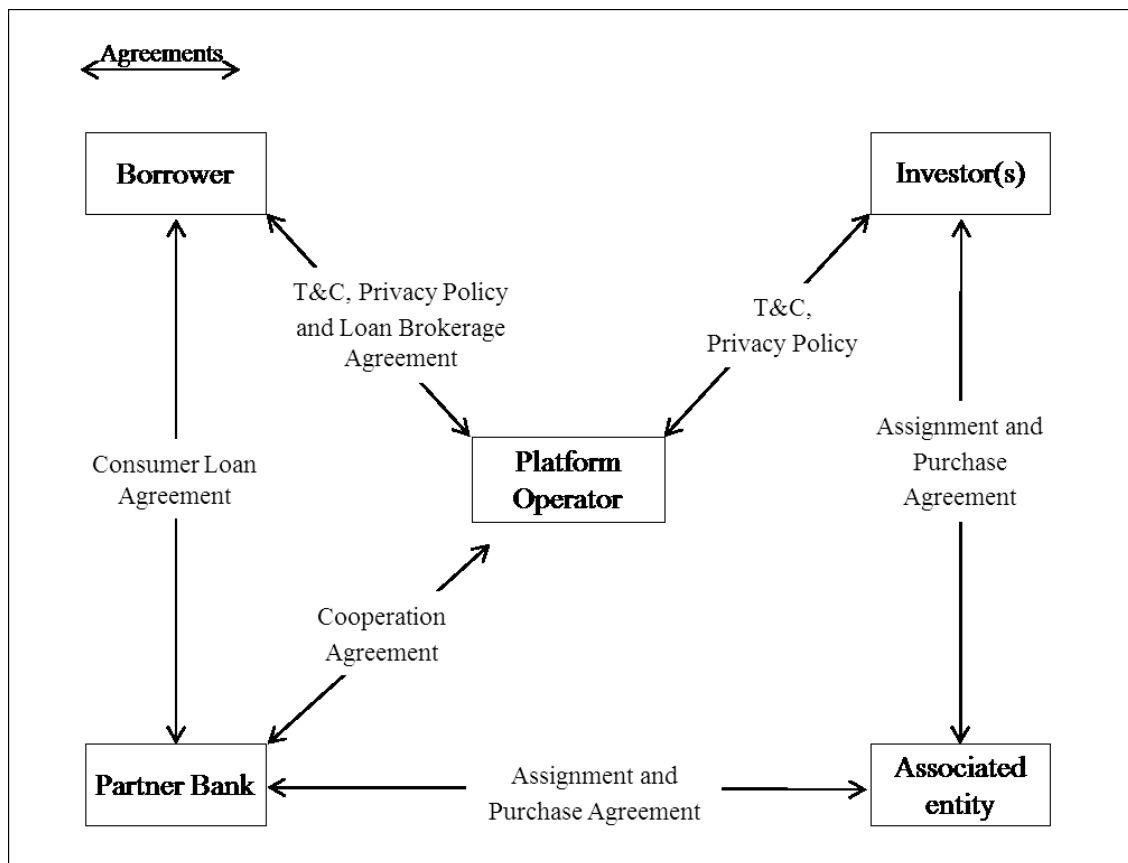 Agreements
Borrower
Investor(s)
T&C, Privacy Policy
and Loan Brokerage
Agreement
T&C,
Privacy Policy
Consumer Loan
Agreement
Platform
Operator
Assignment and
Purchase
Agreement
Cooperation
Agreement
Partner Bank
Assignment and
Purchase Agreement
Associated
entity